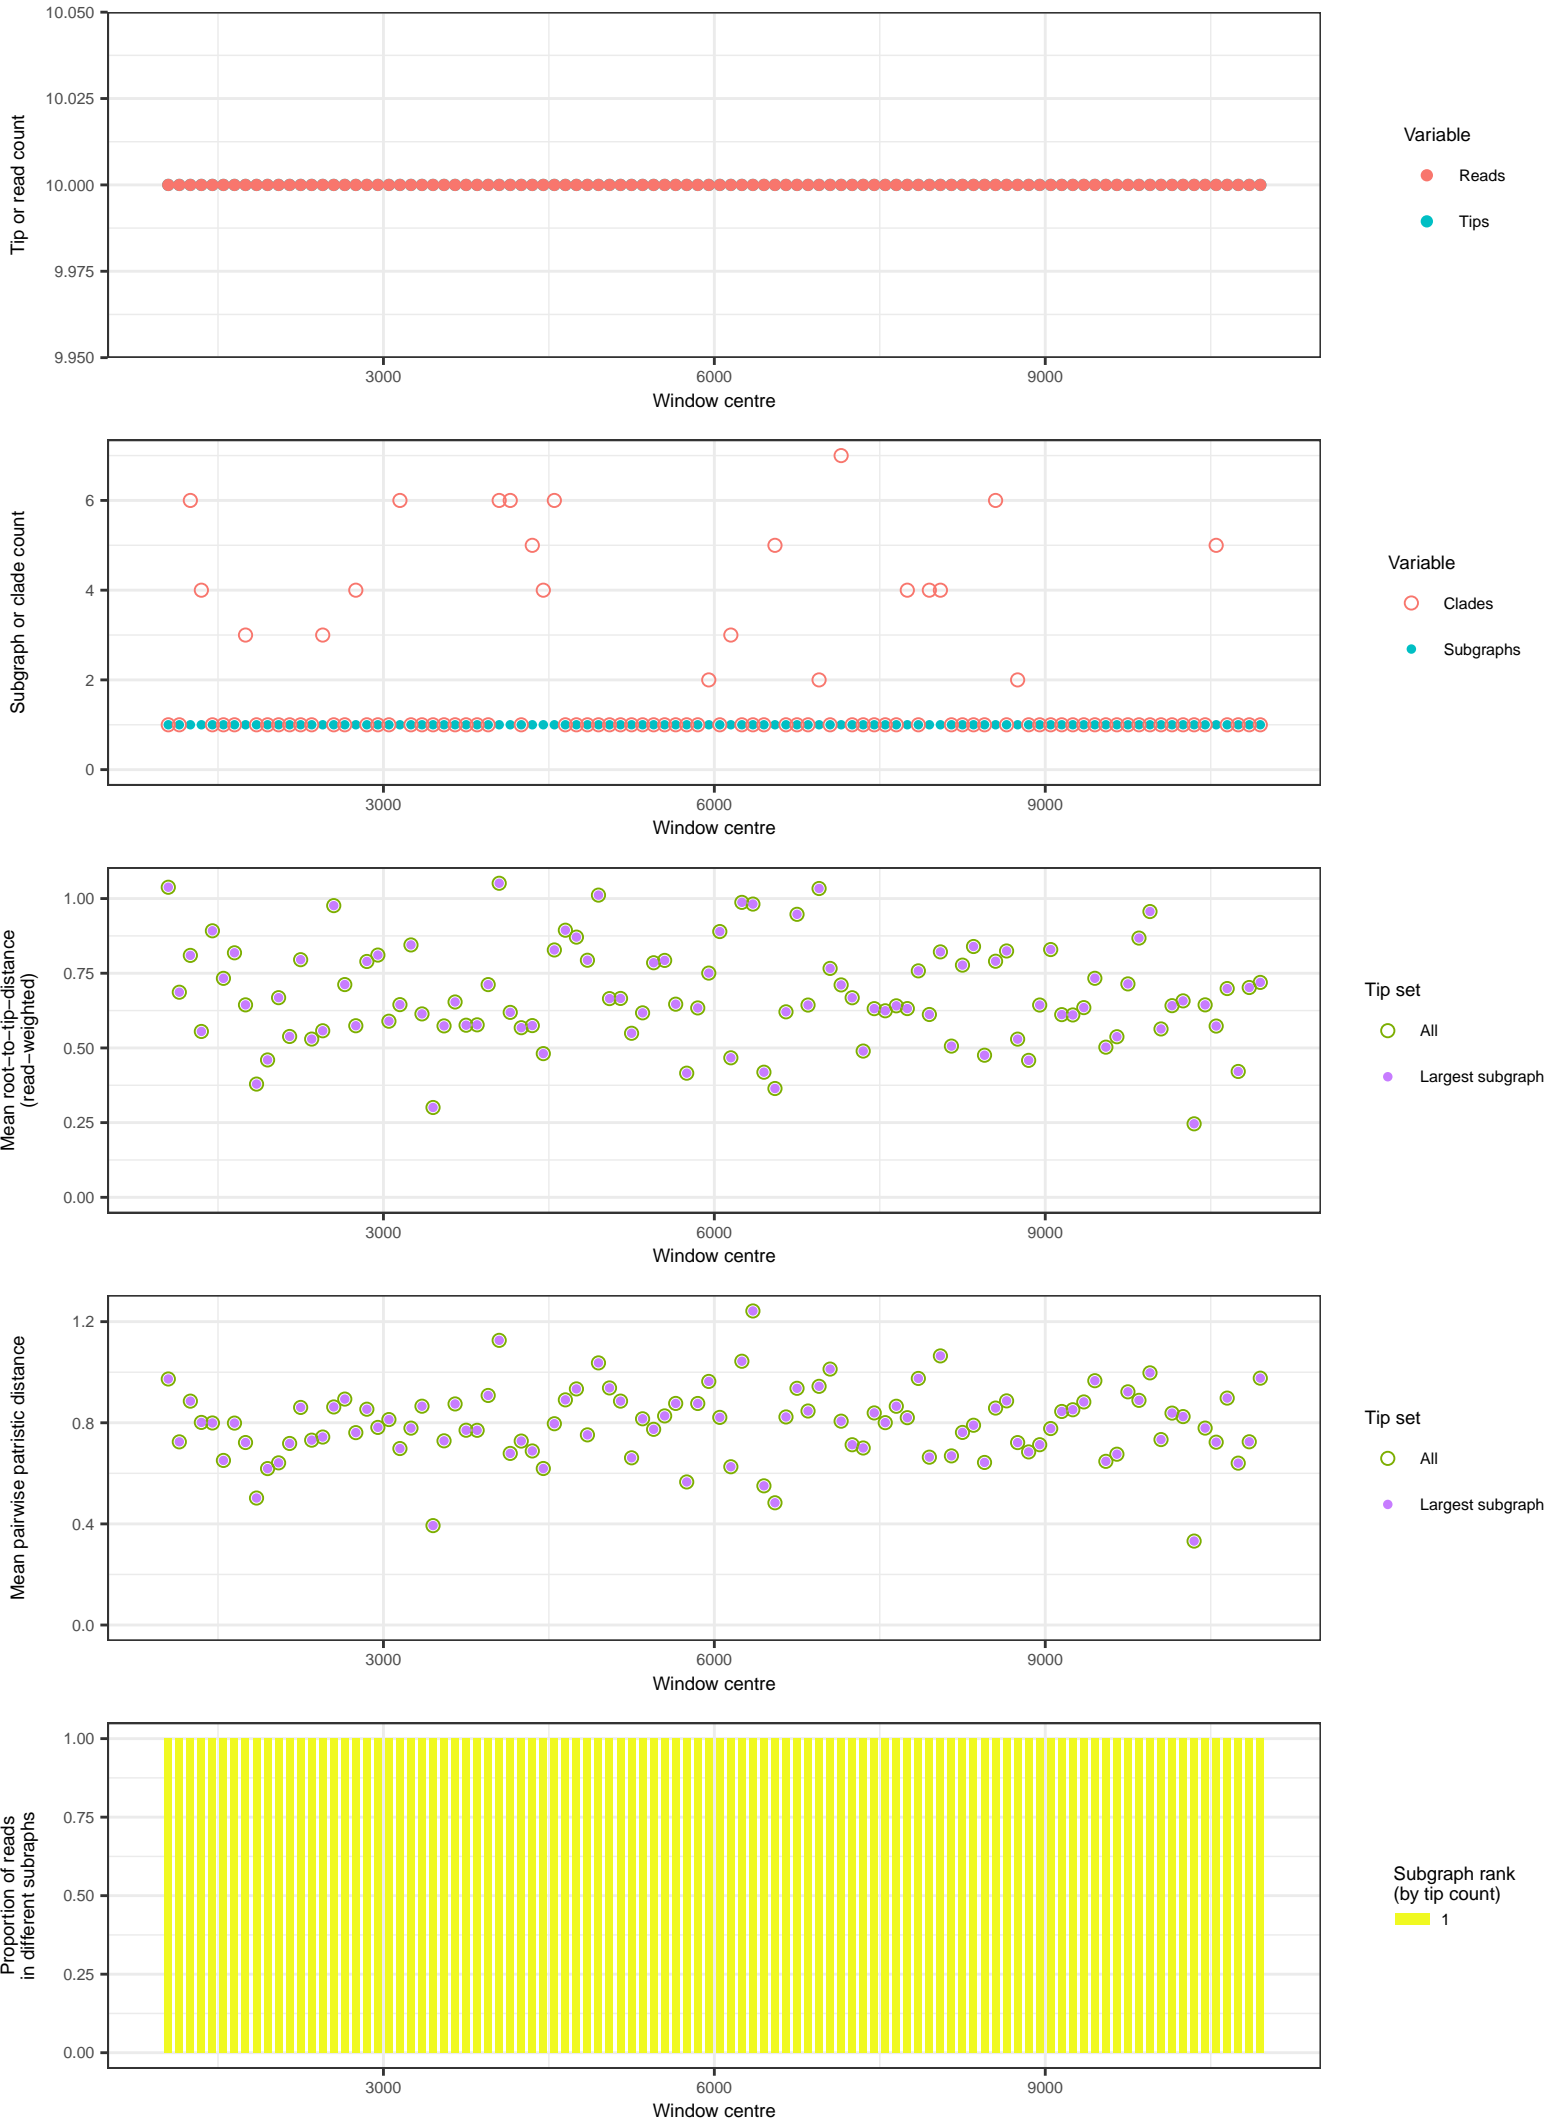 10.050
10.025
10.000
9.975
9.950
Tip or read count
3000
6000
9000
Window centre
Variable
Reads
Tips
6
4
2
0
Subgraph or clade count
3000
6000
9000
Window centre
Variable
Clades
Subgraphs
1.00
0.75
0.50
0.25
0.00
Mean root−to−tip−distance
(read−weighted)
3000
6000
9000
Window centre
Tip set
All
Largest subgraph
1.2
0.8
0.4
0.0
Mean pairwise patristic distance
3000
6000
9000
Window centre
Tip set
All
Largest subgraph
1.00
0.75
0.50
0.25
0.00
Proportion of reads
in different subraphs
3000
6000
9000
Window centre
Subgraph rank
(by tip count)
1